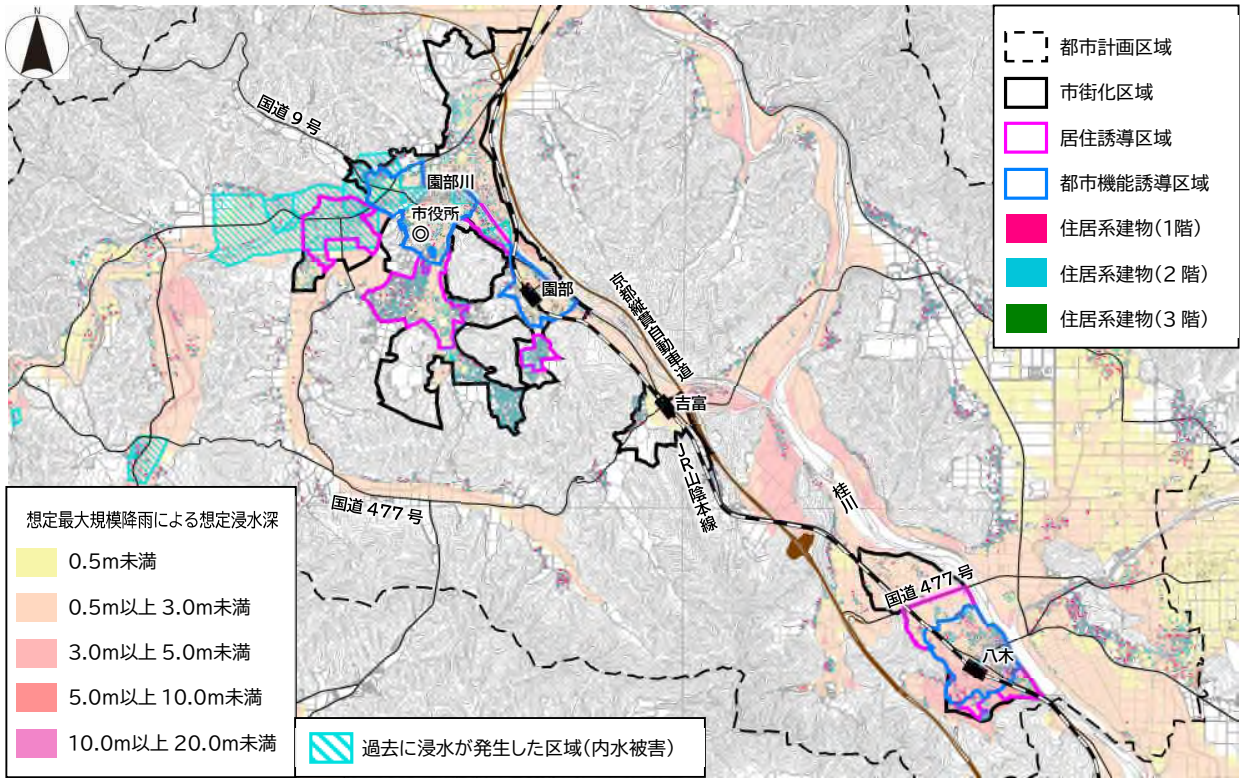 N
都市計画区域
市街化区域
居住誘導区域
都市機能誘導区域
住居系建物(1階)
住居系建物(2階)
住居系建物(3階)
国道9号
園部川
市役所
園部
京都縦貫自動車道
吉富
JR山陰本線
国道477号
桂川
国道477号
八木
想定最大規模降雨による想定浸水深
0.5m未満
0.5m以上 3.0m未満
3.0m以上 5.0m未満
5.0m以上 10.0m未満
10.0m以上 20.0m未満
過去に浸水が発生した区域(内水被害)